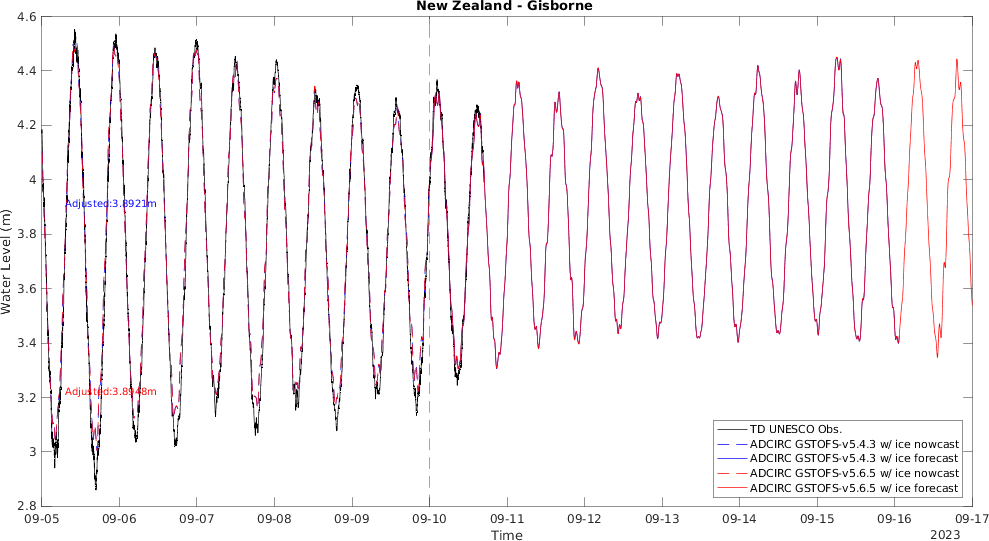 New Zealand - Gisborne
4.6
4.4
4.2
4
3.8
3.6
3.4
3.2
3
2.8
Water Level (m)
Adjusted:3.8921m
Adjusted:3.8948m
TD UNESCO Obs.
ADCIRC GSTOFS-v5.4.3 w/ ice nowcast
ADCIRC GSTOFS-v5.4.3 w/ ice forecast
ADCIRC GSTOFS-v5.6.5 w/ ice nowcast
ADCIRC GSTOFS-v5.6.5 w/ ice forecast
09-05 09-06 09-07 09-08 09-09 09-10 09-11 09-12 09-13 09-14 09-15 09-16 09-17
Time
2023